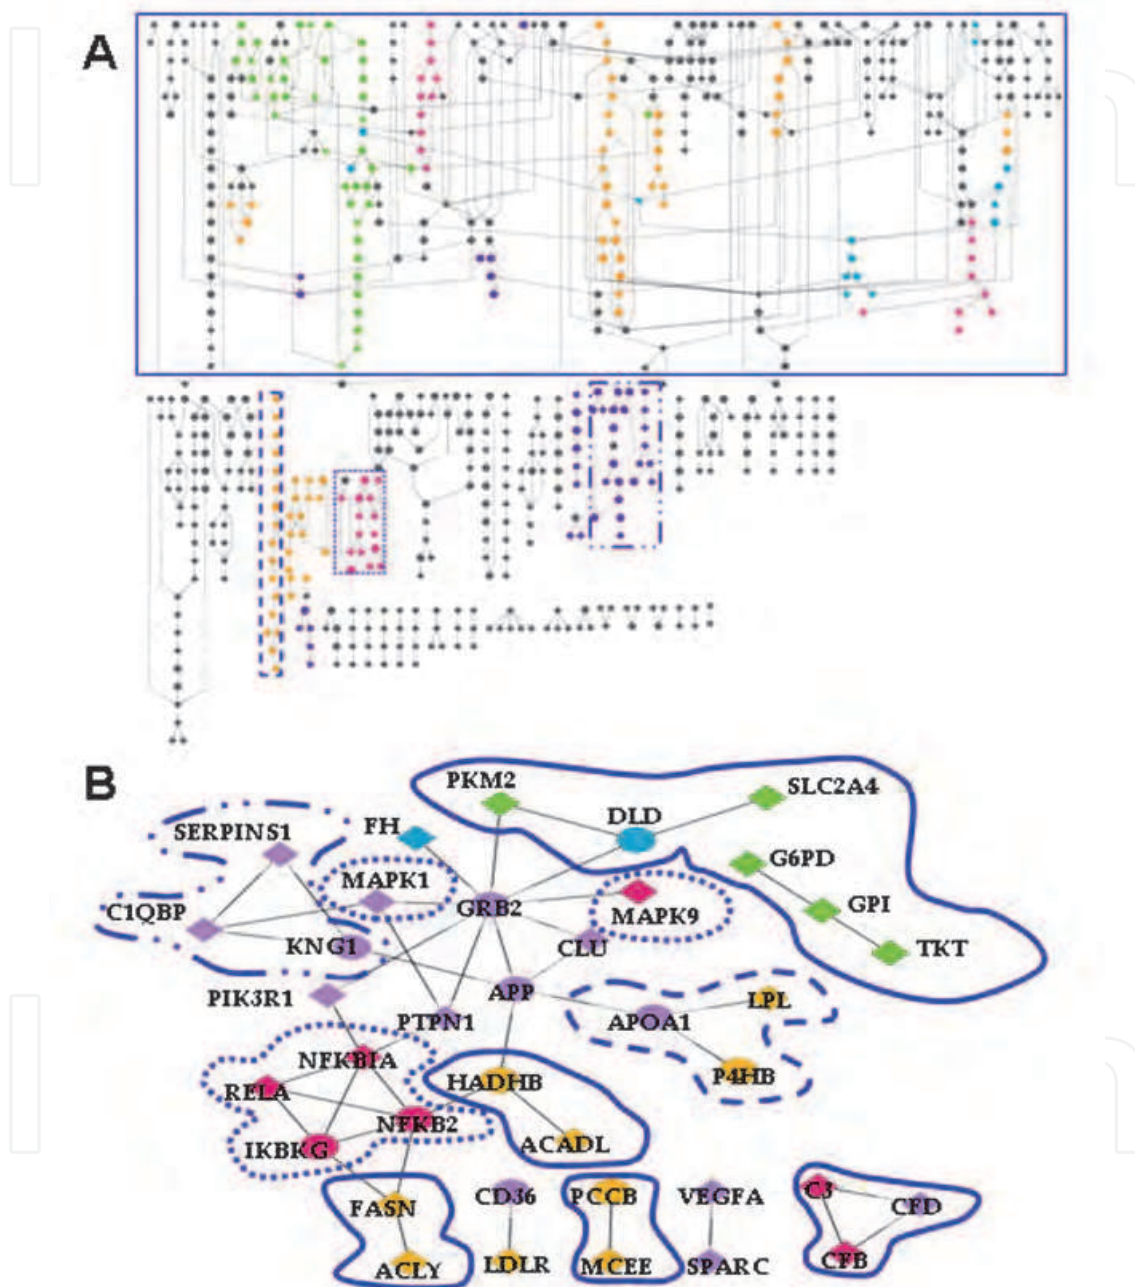 A
B
PKM2
SLC2A4
DLD
SERPINS1
FH
G6PD
MAPK1
GPI
C1QBP
GRB2
MAPK9
KNG1
CLU
TKT
PIK3R1
APP
LPL
PTPN1
APOA1
NFKBIA
HADHB
P4HB
RELA
NFKB2
IKBKG
ACADL
FASN
CD36
PCCB
VEGFA
C3
CFD
ACLY
LDLR
MCEE
SPARC
CFB